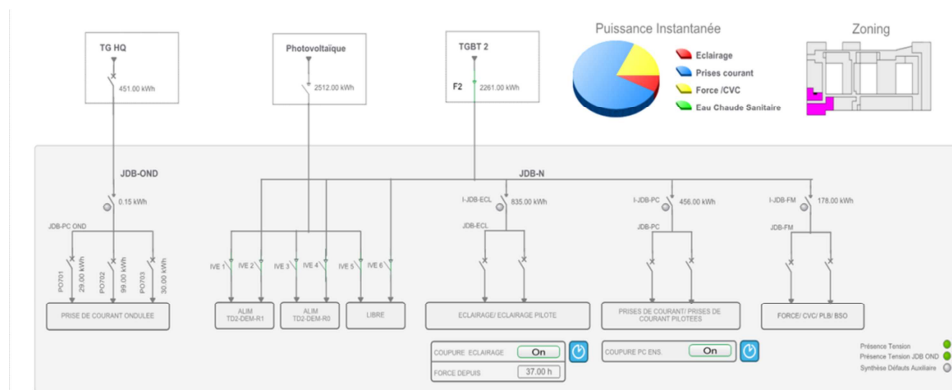 TG HQ
451.00 kWh
Photovoltaïque
2512.00 kWh
TGBT 2
F2
2261.00 kWh
Puissance Instantanée
Eclairage
Prises courant
Force /CVC
Eau Chaude Sanitaire
Zoning
JDB-OND
0.15 kWh
JDB-PC OND
PO701
29.00 kWh
PO702
99.00 kWh
PO703
30.00 kWh
PRISE DE COURANT ONDULEE
JDB-N
IVE 1
IVE 2
IVE 3
IVE 4
IVE 5
IVE 6
ALIM
TD2-DEM-R1
ALIM
TD2-DEM-R0
LIBRE
I-JDB-ECL
835.00 kWh
JDB-ECL
ECLAIRAGE/ ECLAIRAGE PILOTE
COUPURE ECLAIRAGE
On
FORCE DEPUIS
37.00 h
I-JDB-PC
456.00 kWh
JDB-PC
PRISES DE COURANT/ PRISES DE
COURANT PILOTEES
COUPURE PC ENS.
On
I-JDB-FM
178.00 kWh
JDB-FM
FORCE/ CVC/ PLB/ BSO
Présence Tension
Présence Tension JDB OND
Synthèse Défauts Auxiliaire